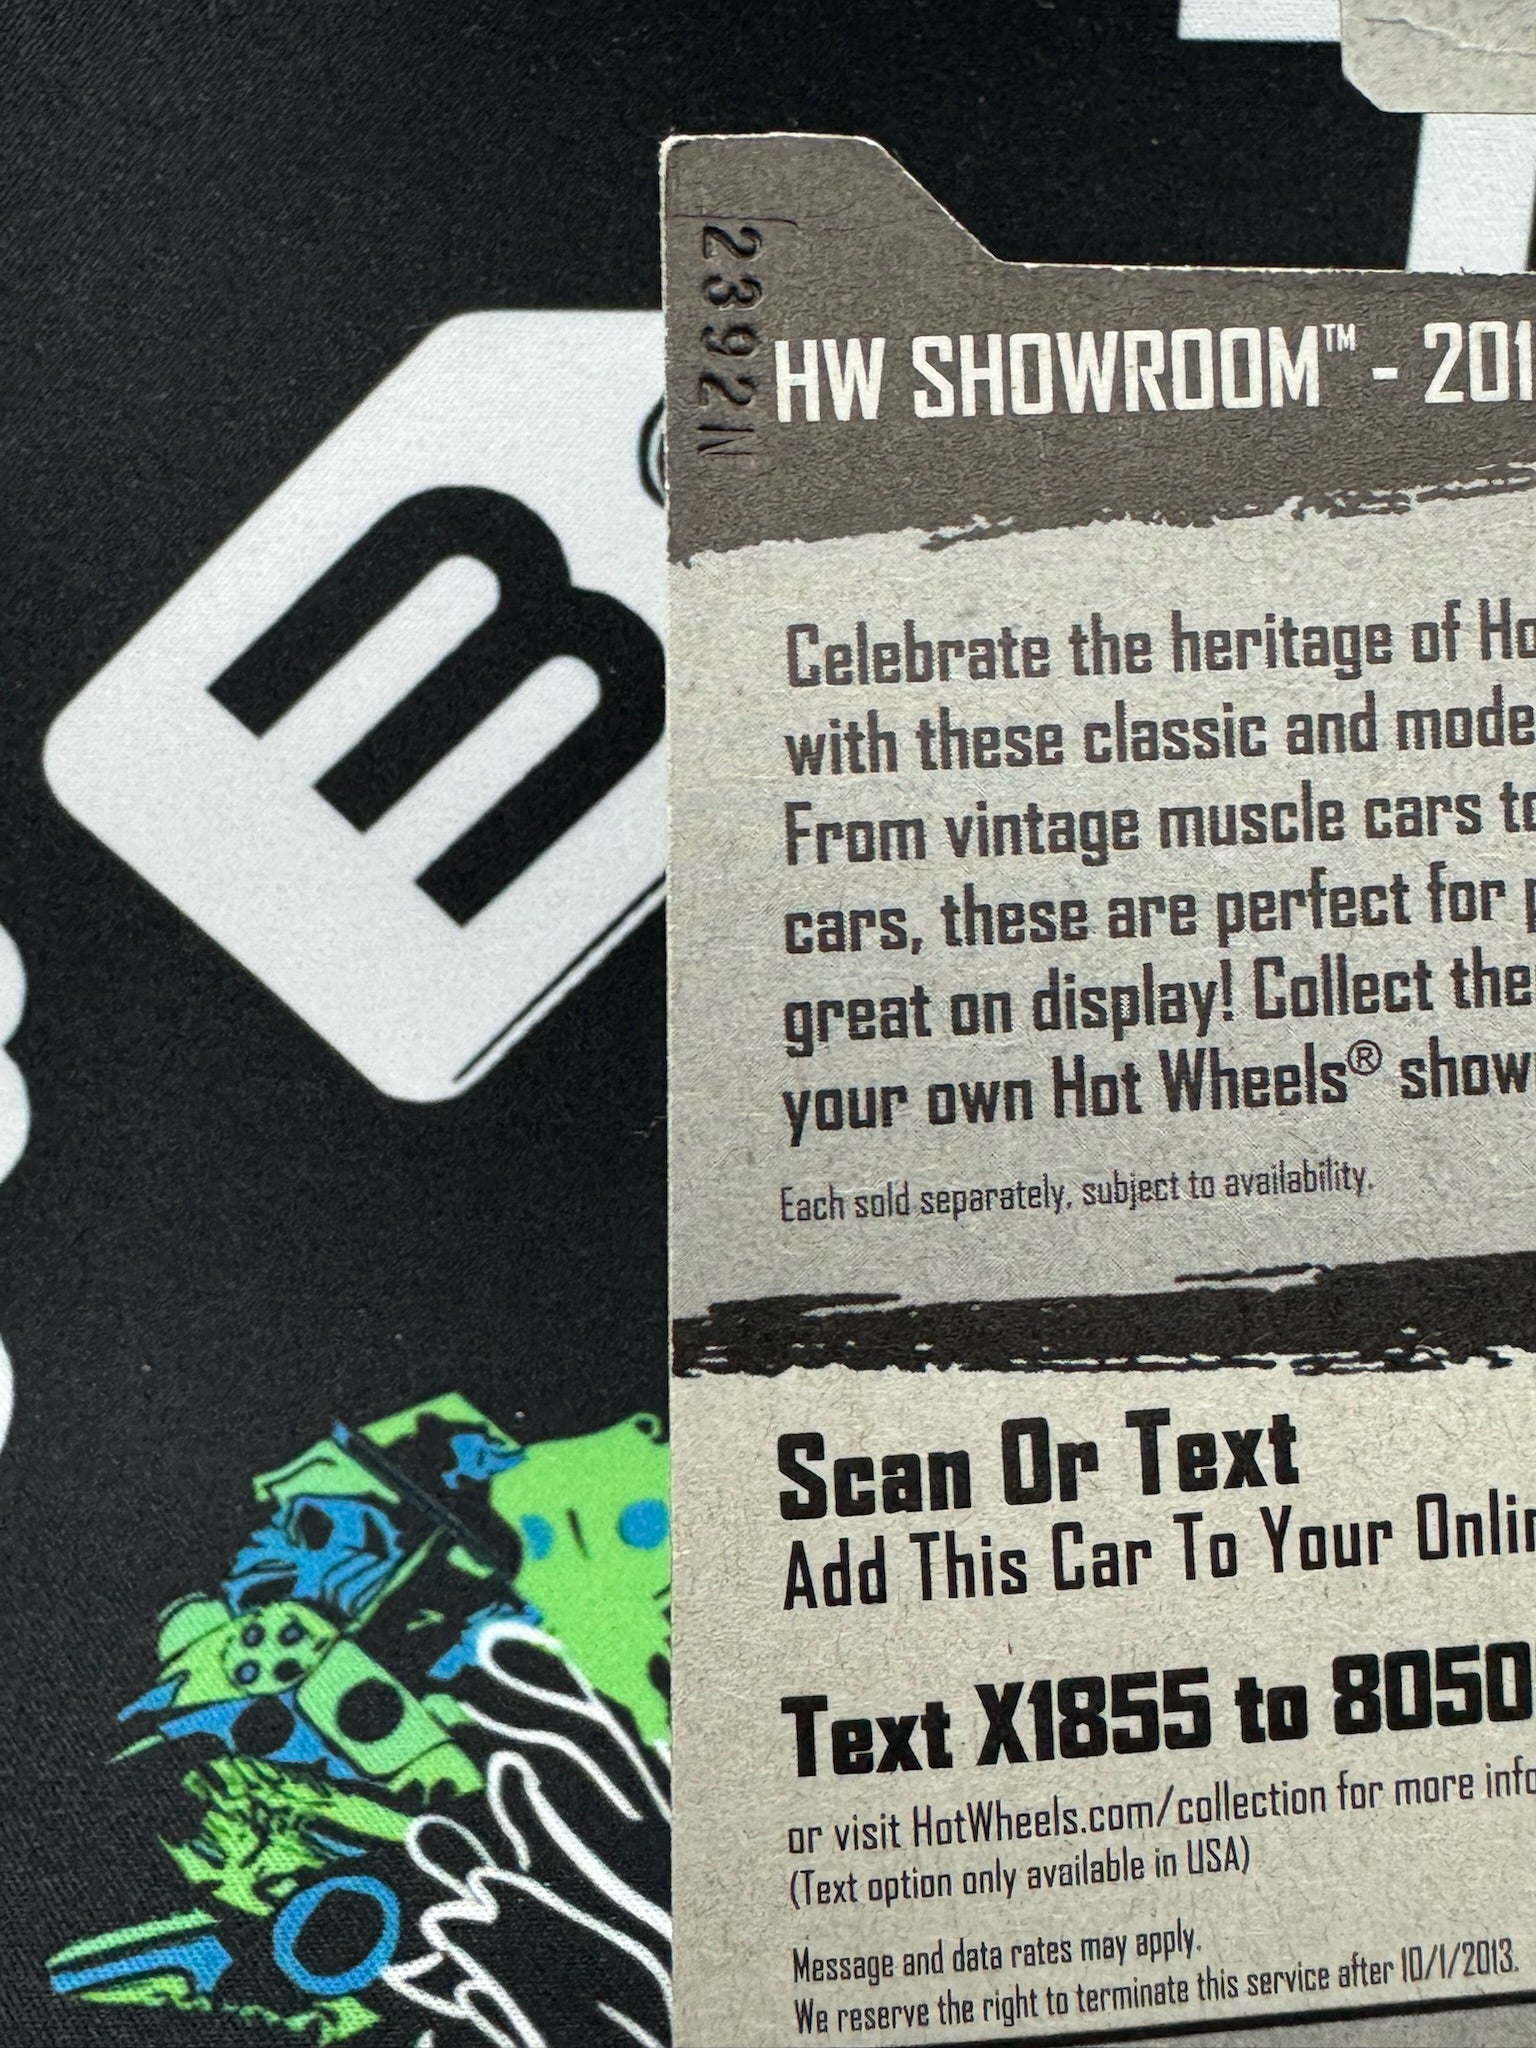 2392N
HW SHOWROOM™ - 201
Celebrate the heritage of Ho
with these classic and mode
From vintage muscle cars to
cars, these are perfect for
great on display! Collect the
your own Hot Wheels® show
Each sold separately, subject to availability.
Scan Or Text
Add This Car To Your Onlin
Text X1855 to 8050
or visit HotWheels.com/collection for more info
(Text option only available in USA)
Message and data rates may apply.
We reserve the right to terminate this service after 10/1/2013.
m